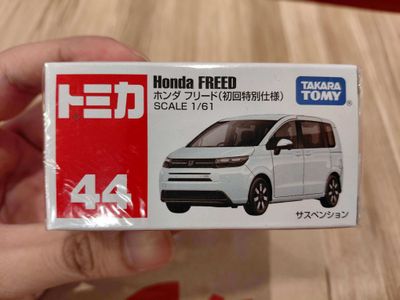 トミカ
44
Honda FREED
ホンダ フリード(初回特別仕様)
SCALE 1/61
TAKARA
TOMY
®
サスペンション